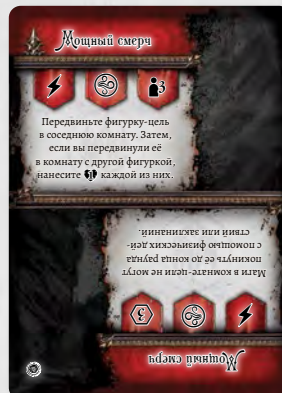 Мощный смерч
3
Передвиньте фигурку-цель
в соседнюю комнату. Затем,
если вы передвинули её
в комнату с другой фигуркой,
нанесите 1 каждой из них.
Мощный смерч
3
Маги в комнате-цели не могут
покинуть её до конца раунда
с помощью физических дей-
ствий или заклинаний.